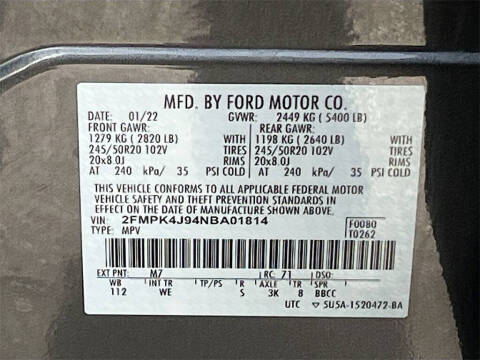 MFD. BY FORD MOTOR CO.
DATE: 01/22 GVWR: 2449 KG ( 5400 LB)
FRONT GAWR: REAR GAWR:
1279 KG ( 2820 LB) 1198 KG ( 2640 LB)
245/50R20 102V TIRES 245/50R20 102V
20x8.0J RIMS 20x8.0J
AT 240 kPa/ 35 PSI COLD AT 240 kPa/ 35 PSI COLD
THIS VEHICLE CONFORMS TO ALL APPLICABLE FEDERAL MOTOR
VEHICLE SAFETY AND THEFT PREVENTION STANDARDS IN
EFFECT ON THE DATE OF MANUFACTURE SHOWN ABOVE.
VIN: 2FMPK4J94NBA01814 F0080
TYPE: MPV T0262
EXT PNT: M7 RC: 71 DSO:
WB INT TR TP/PS R AXLE TR SPR
112 WE S 3K 8 BBCC
UTC 5U5A-1520472-BA